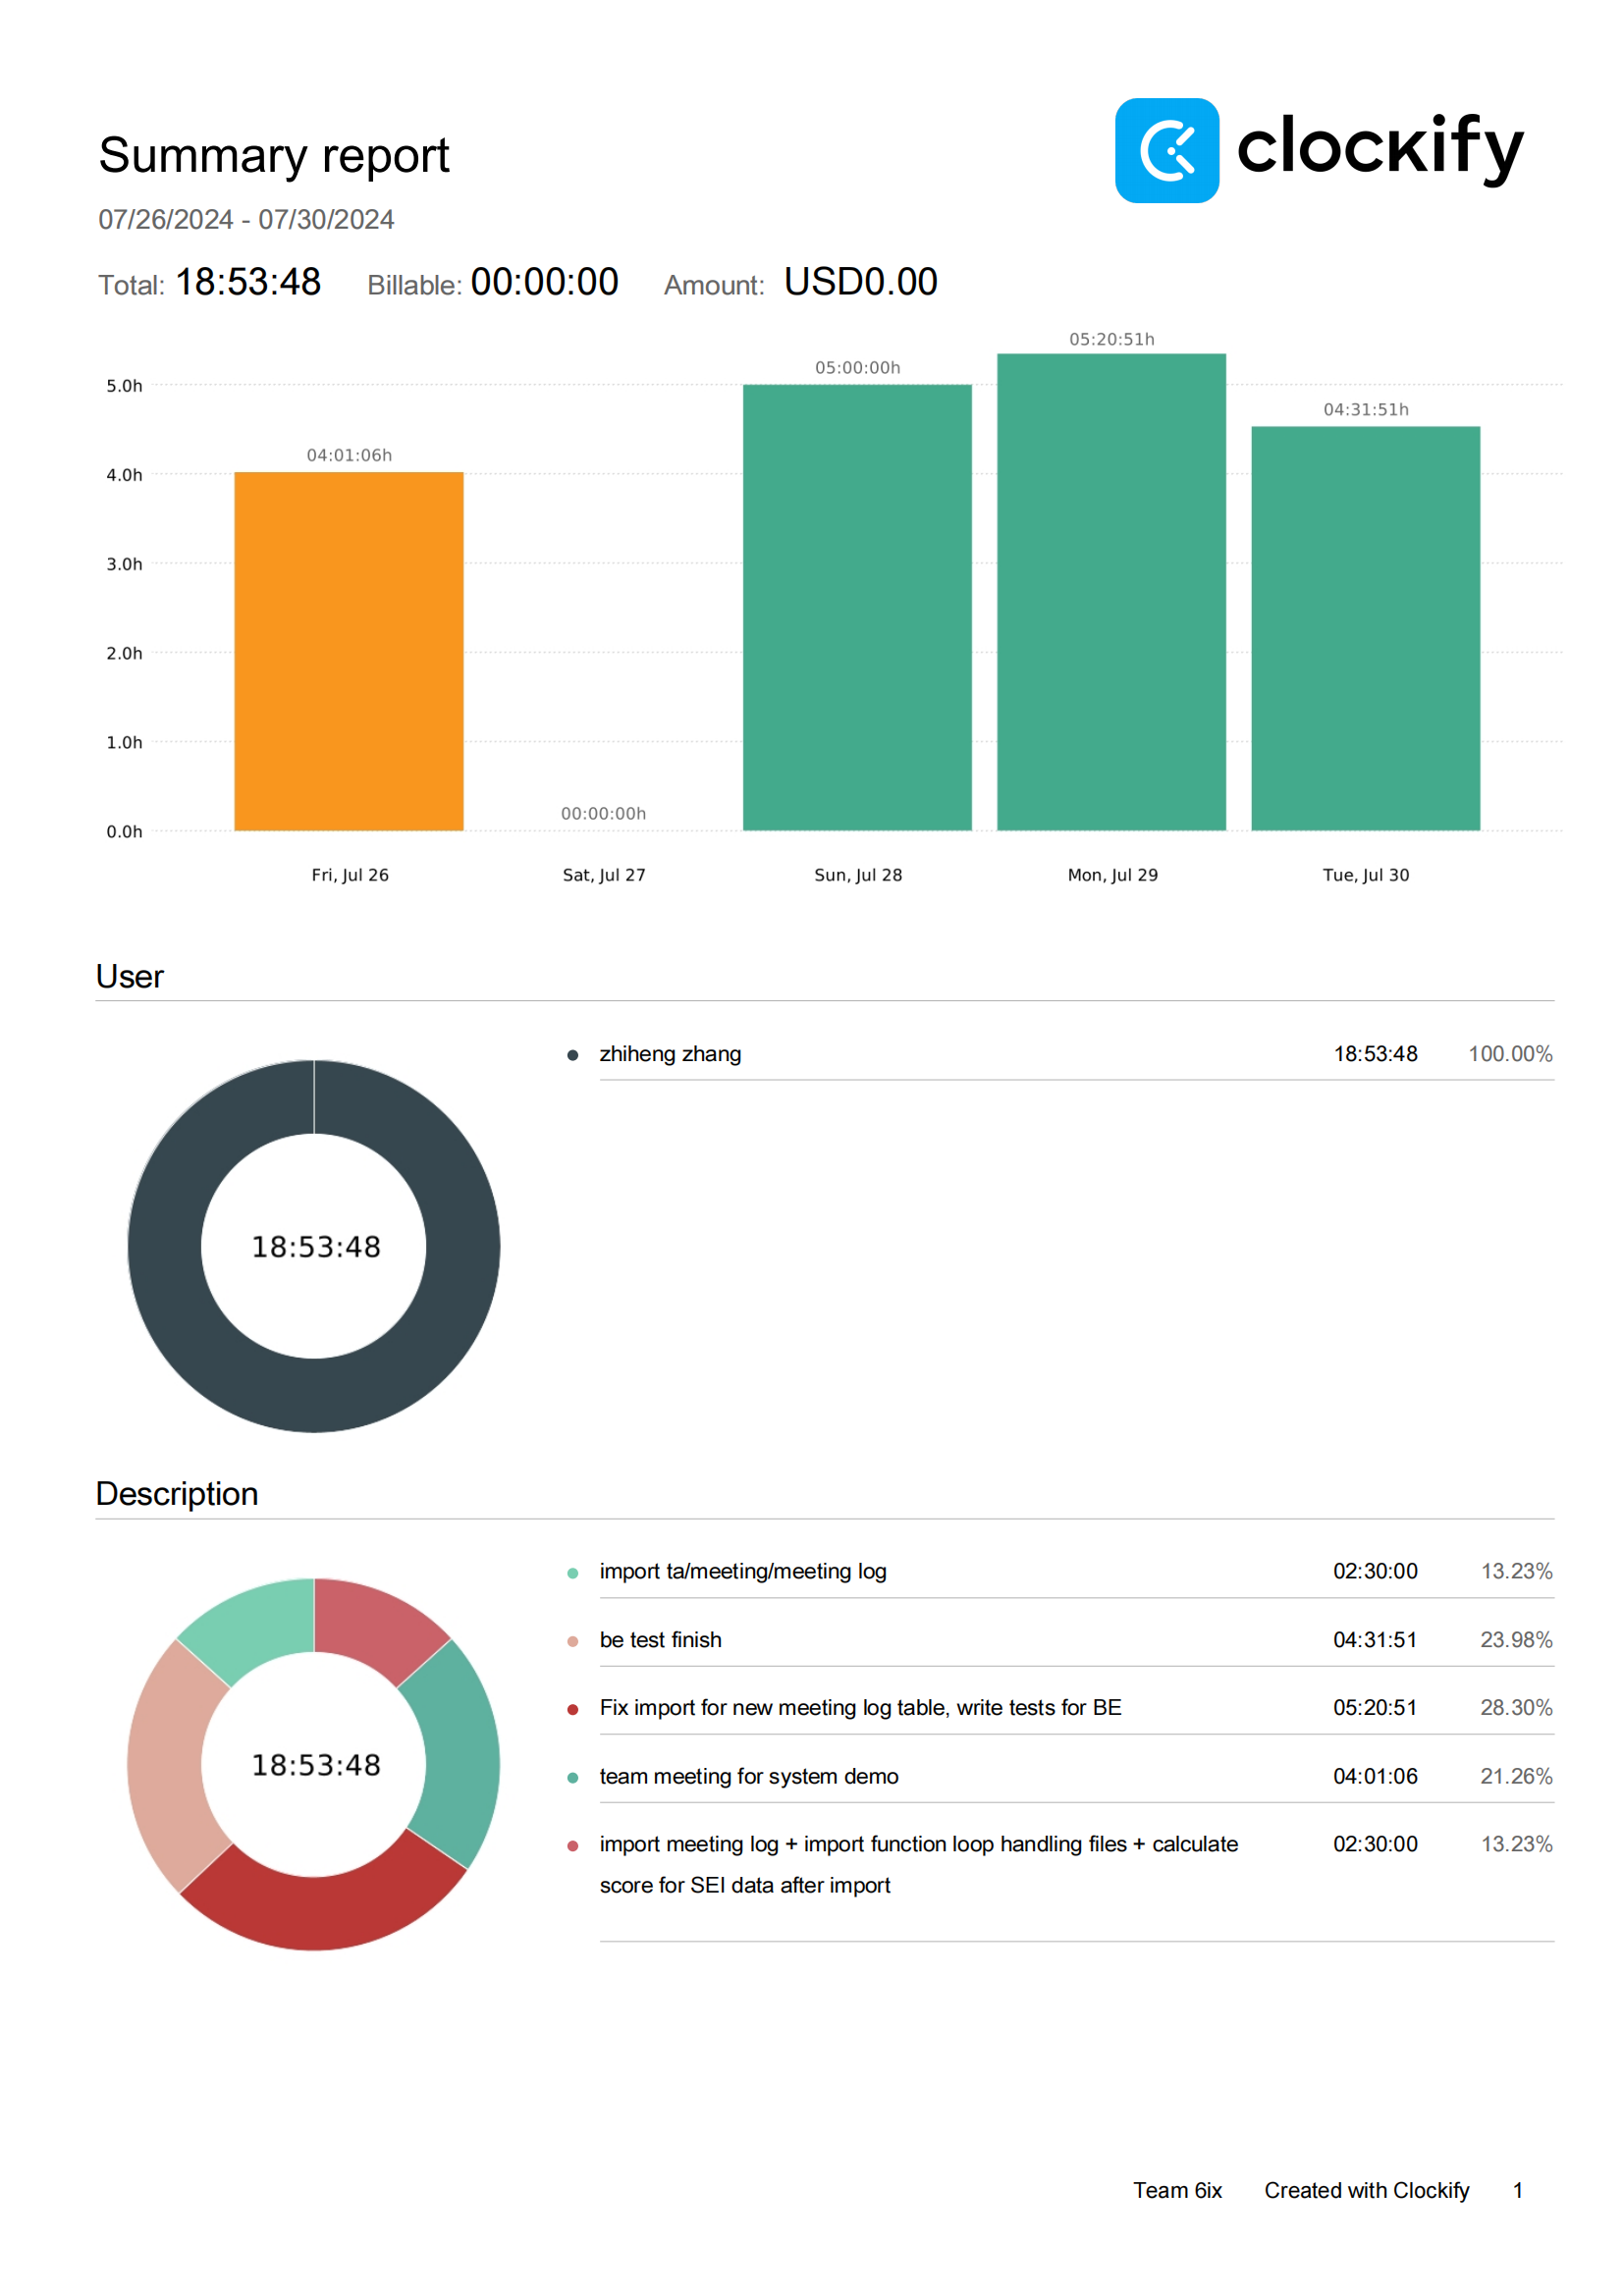 Summary report
clockify
07/26/2024 - 07/30/2024
Total: 18:53:48 Billable: 00:00:00 Amount: USD0.00
05:20:51h
05:00:00h
5.0h
04:31:51h
04:01:06h
4.0h
3.0h
2.0h
1.0h
00:00:00h
0.0h
Fri, Jul 26 Sat, Jul 27 Sun, Jul 28 Mon, Jul 29 Tue, Jul 30
User
zhiheng zhang 18:53:48 100.00%
18:53:48
Description
import ta/meeting/meeting log 02:30:00 13.23%
be test finish 04:31:51 23.98%
Fix import for new meeting log table, write tests for BE 05:20:51 28.30%
18:53:48
team meeting for system demo 04:01:06 21.26%
import meeting log + import function loop handling files + calculate 02:30:00 13.23%
score for SEI data after import
Team 6ix Created with Clockify 1